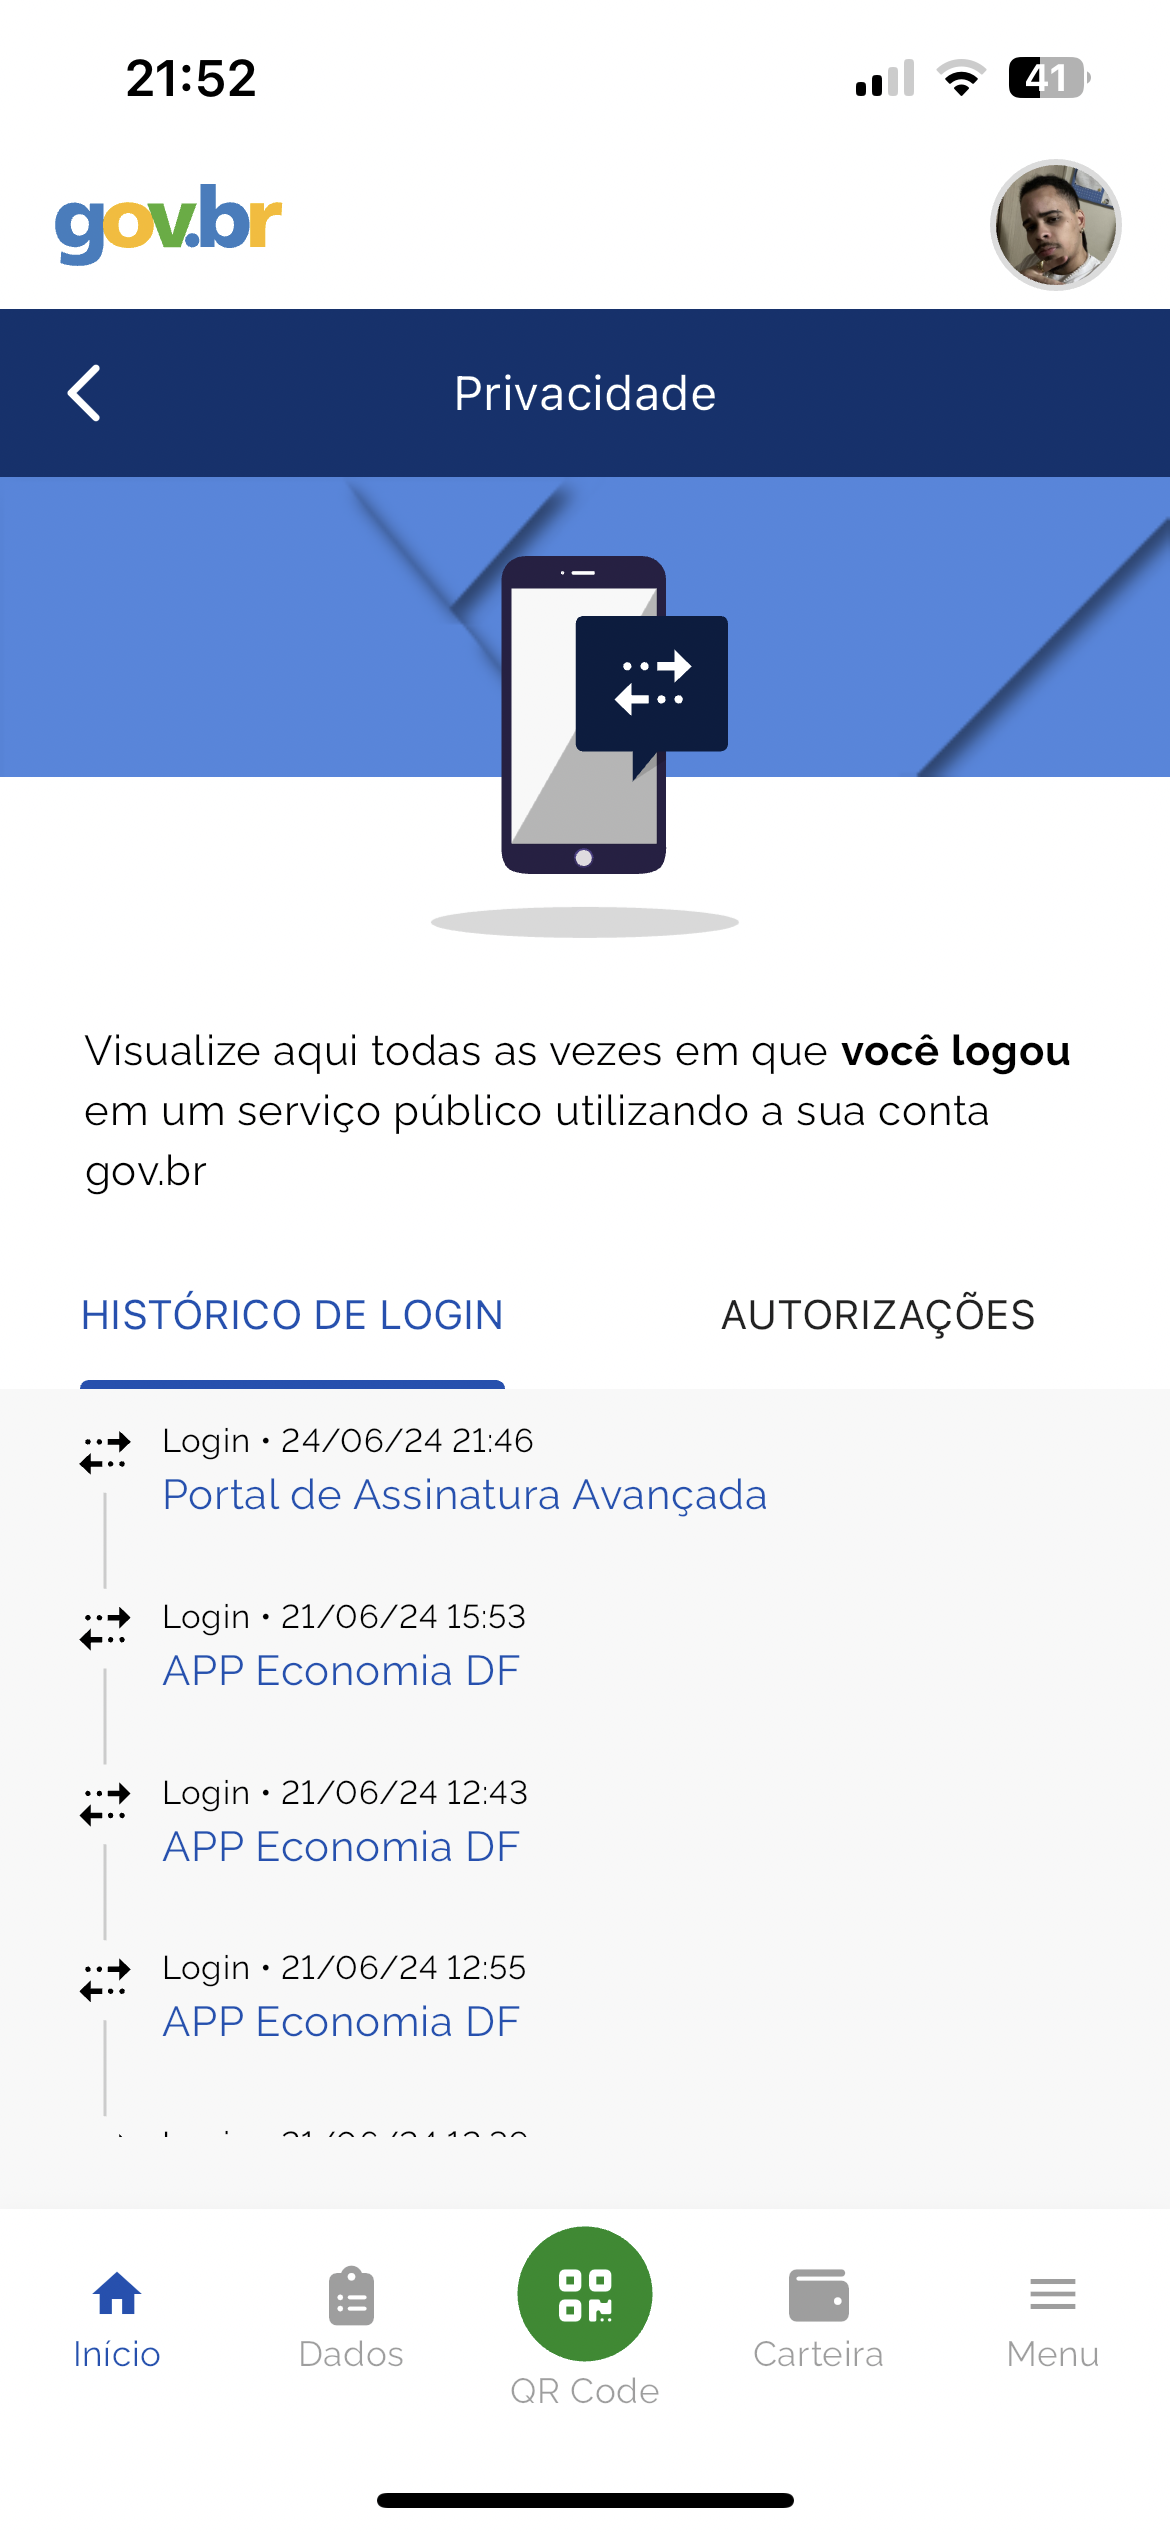 21:52
41
gov.br
Privacidade
Visualize aqui todas as vezes em que você logou
em um serviço público utilizando a sua conta
gov.br
HISTÓRICO DE LOGIN
AUTORIZAÇÕES
Login • 24/06/24 21:46
Portal de Assinatura Avançada
Login • 21/06/24 15:53
APP Economia DF
Login • 21/06/24 12:43
APP Economia DF
Login • 21/06/24 12:55
APP Economia DF
Início
Dados
QR Code
Carteira
Menu